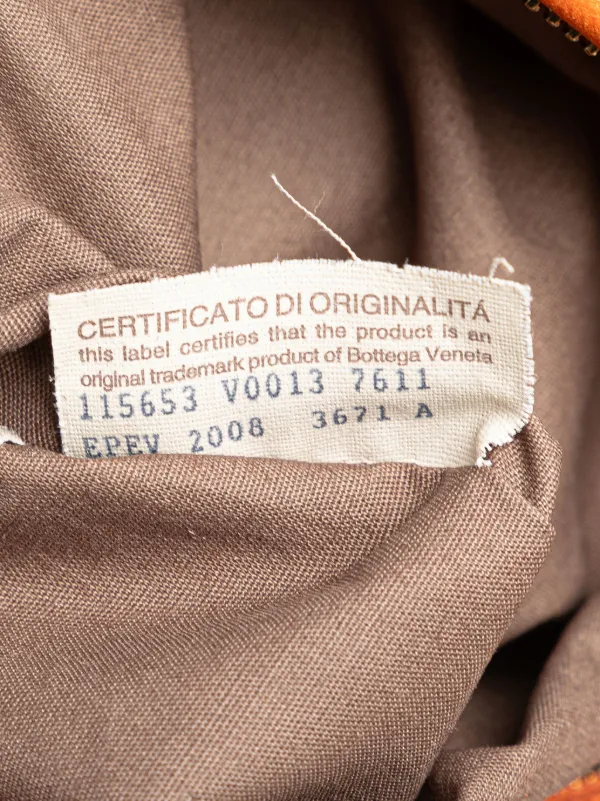 CERTIFICATO DI ORIGINALITÁ
this label certifies that the product is an
original trademark product of Bottega Veneta
115653 V0013 7611
EPEV 2008 3671 A